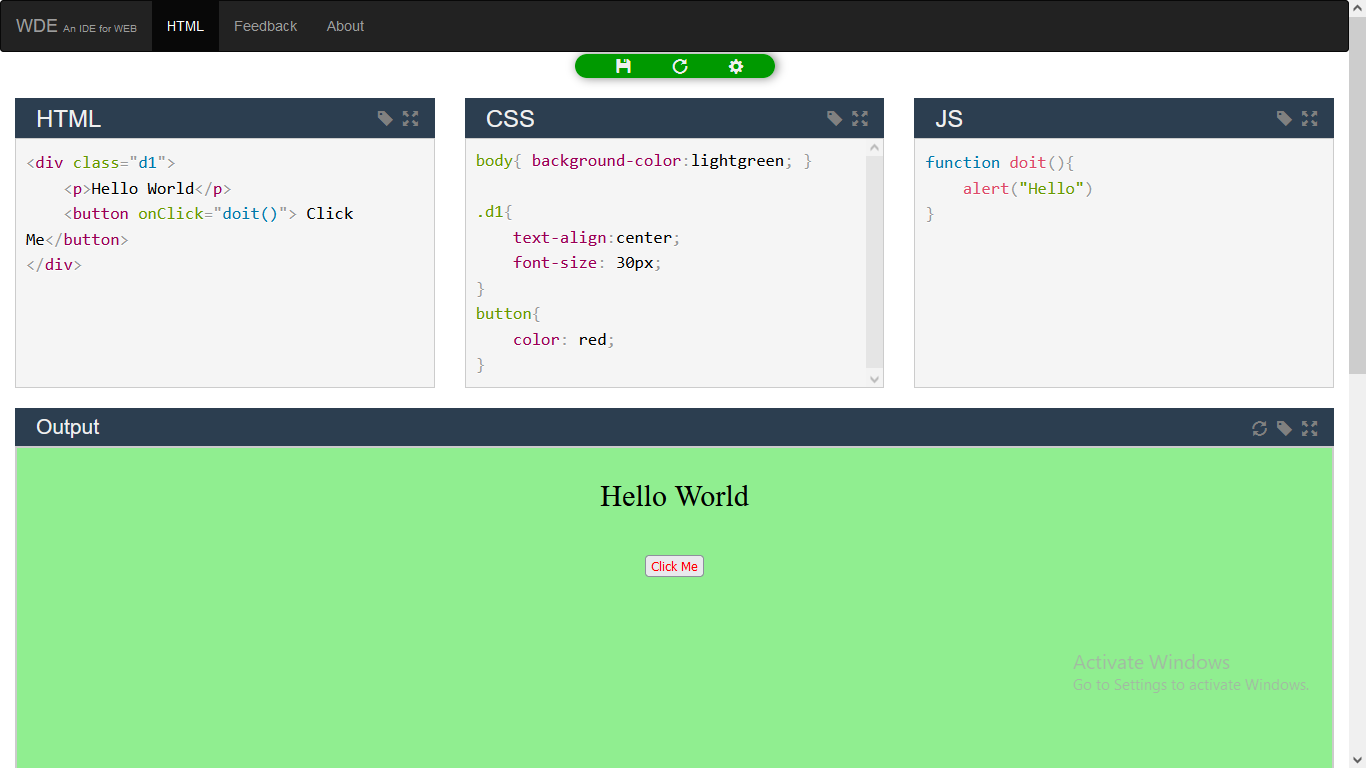 WDE An IDE for WEB HTML Feedback About
HTML
<div class="d1">
    <p>Hello World</p>
    <button onClick="doit()"> Click
Me</button>
</div>
CSS
body{ background-color:lightgreen; }
.d1{
    text-align:center;
    font-size: 30px;
}
button{
    color: red;
}
JS
function doit(){
    alert("Hello")
}
Output
Hello World
Click Me
Activate Windows
Go to Settings to activate Windows.